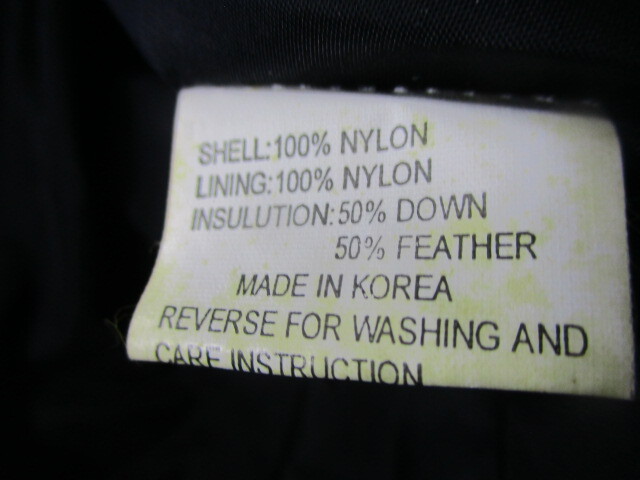 SHELL:100% NYLON
LINING:100% NYLON
INSULUTION:50% DOWN
50% FEATHER
MADE IN KOREA
REVERSE FOR WASHING AND
CARE INSTRUCTION